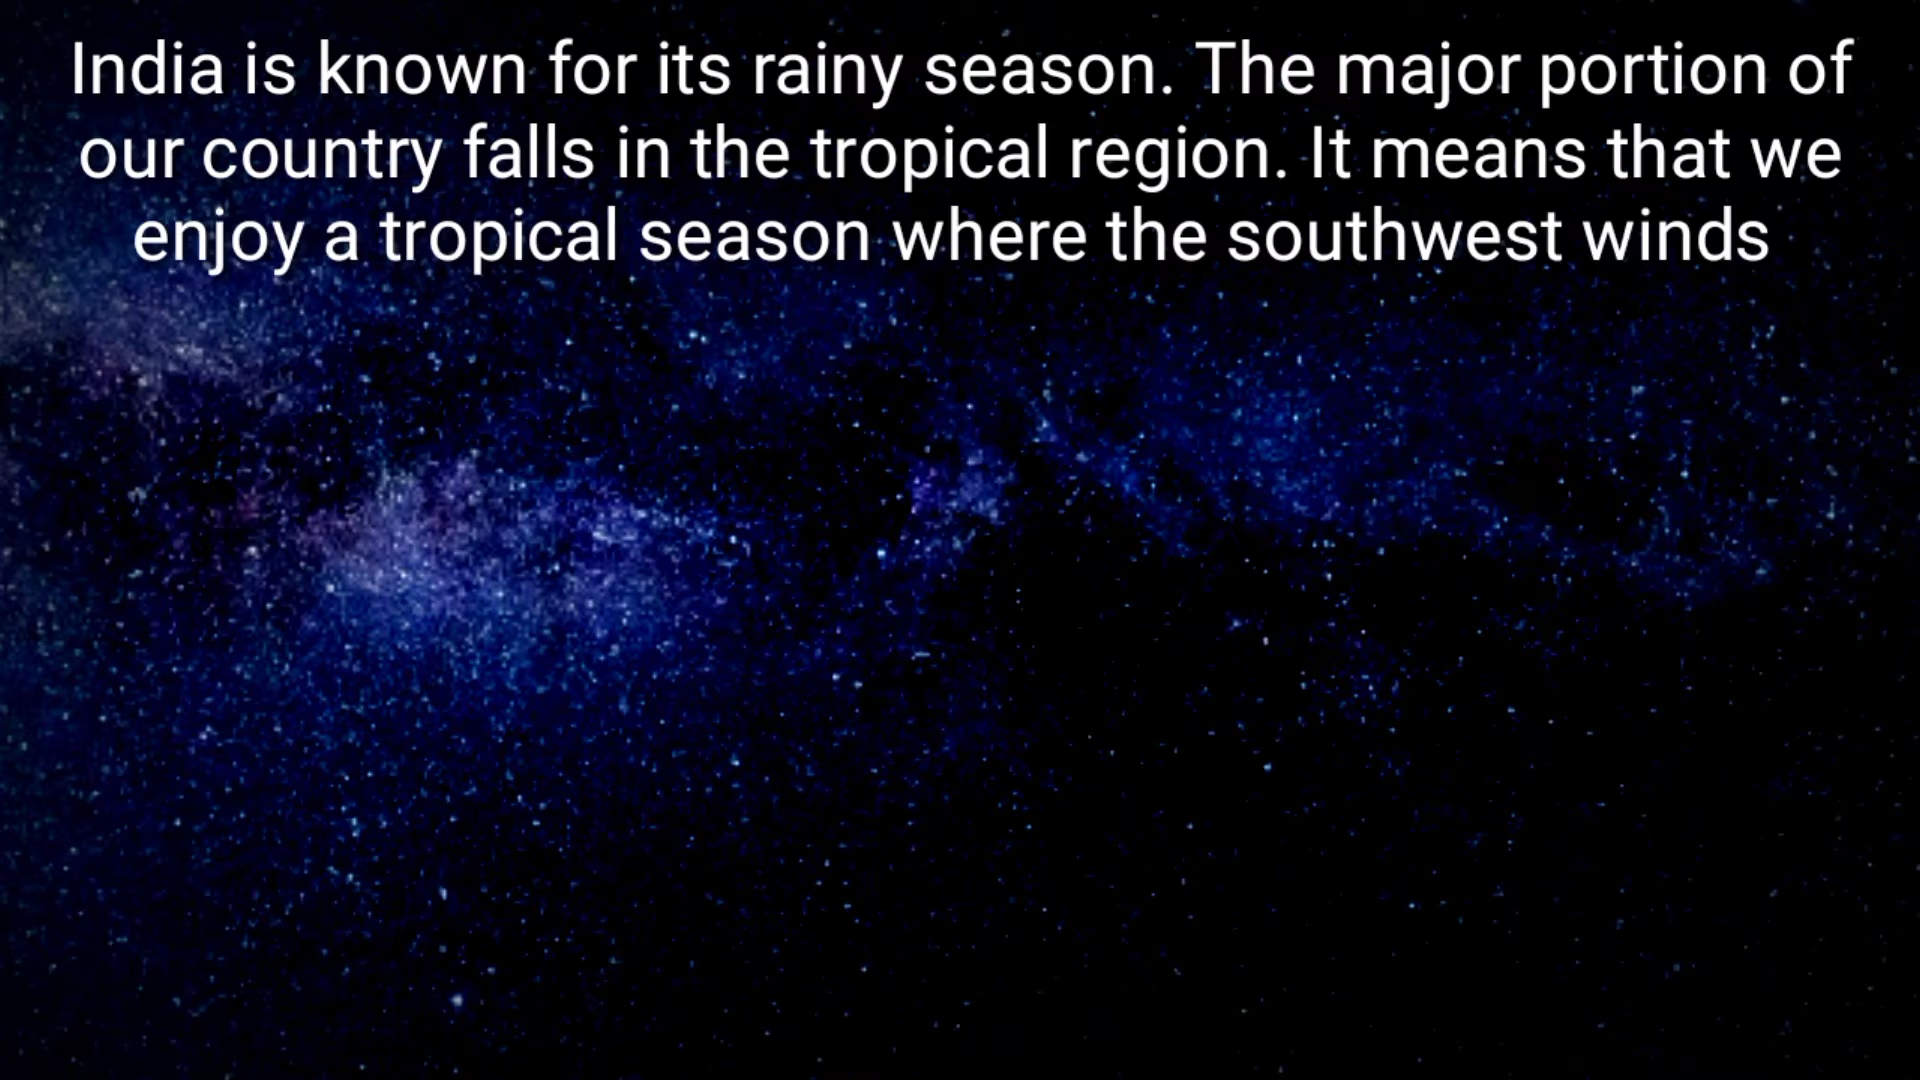 India is known for its rainy season. The major portion of
our country falls in the tropical region. It means that we
enjoy a tropical season where the southwest winds